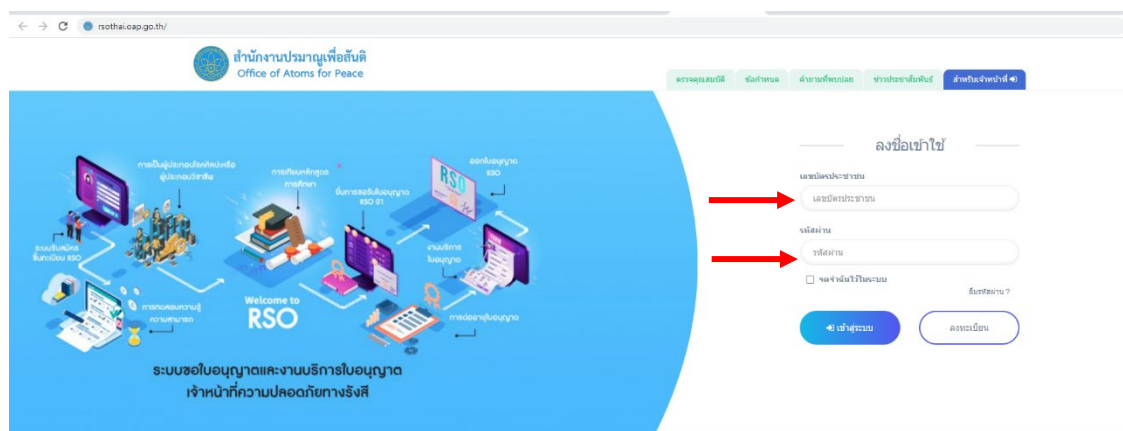 rsothai.oap.go.th/
สำนักงานปรมาณูเพื่อสันติ
Office of Atoms for Peace
ตรวจคุณสมบัติ
ข้อกำหนด
คำถามที่พบบ่อย
ข่าวประชาสัมพันธ์
สำหรับเจ้าหน้าที่
การเป็นผู้ประกอบโรคศิลปะหรือ
ผู้ประกอบวิชาชีพ
การเทียบหลักสูตร
การศึกษา
ยื่นการขอรับใบอนุญาต
RSO 01
ออกใบอนุญาต
RSO
RSO
ระบบรับสมัคร
ขึ้นทะเบียน RSO
งานบริการ
ใบอนุญาต
การทดสอบความรู้
ความสามารถ
Welcome to
RSO
การต่ออายุใบอนุญาต
ระบบขอใบอนุญาตและงานบริการใบอนุญาต
เจ้าหน้าที่ความปลอดภัยทางรังสี
ลงชื่อเข้าใช้
เลขบัตรประชาชน
เลขบัตรประชาชน
รหัสผ่าน
รหัสผ่าน
จดจำฉันไว้ในระบบ
ลืมรหัสผ่าน ?
เข้าสู่ระบบ
ลงทะเบียน